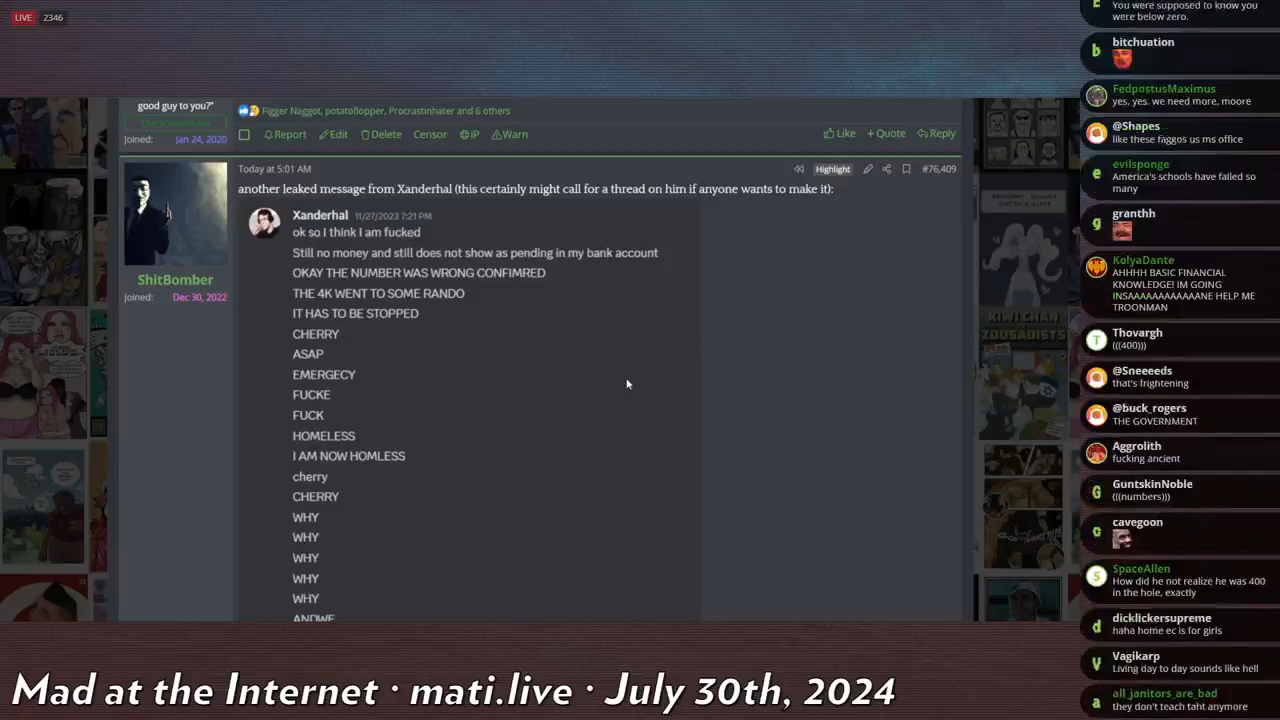 LIVE 2346
good guy to you?"
Joined: Jan 24, 2020
Figger Naggot, potatoflopper, Procrastinhater and 6 others
Report Edit Delete Censor IP Warn
Like + Quote Reply
Today at 5:01 AM
Highlight
#76,409
another leaked message from Xanderhal (this certainly might call for a thread on him if anyone wants to make it):
ShitBomber
Joined: Dec 30, 2022
Xanderhal 11/27/2023 7:21 PM
ok so I think I am fucked
Still no money and still does not show as pending in my bank account
OKAY THE NUMBER WAS WRONG CONFIMRED
THE 4K WENT TO SOME RANDO
IT HAS TO BE STOPPED
CHERRY
ASAP
EMERGECY
FUCKE
FUCK
HOMELESS
I AM NOW HOMLESS
cherry
CHERRY
WHY
WHY
WHY
WHY
WHY
ANDWE
KIWI CHAN
ZOOSADISTS
You were supposed to know you
were below zero.
bitchuation
FedpostusMaximus
yes, yes. we need more, moore
@Shapes
like these faggos us ms office
evilsponge
America's schools have failed so
many
granthh
KolyaDante
AHHHH BASIC FINANCIAL
KNOWLEDGE! IM GOING
INSAAAAAAAAAAANE HELP ME
TROONMAN
Thovargh
(((400)))
@Sneeeeds
that's frightening
@buck_rogers
THE GOVERNMENT
Aggrolith
fucking ancient
GuntskinNoble
(((numbers)))
cavegoon
SpaceAllen
How did he not realize he was 400
in the hole, exactly
dicklickersupreme
haha home ec is for girls
Vagikarp
Living day to day sounds like hell
all_janitors_are_bad
they don't teach taht anymore
Mad at the Internet · mati.live · July 30th, 2024